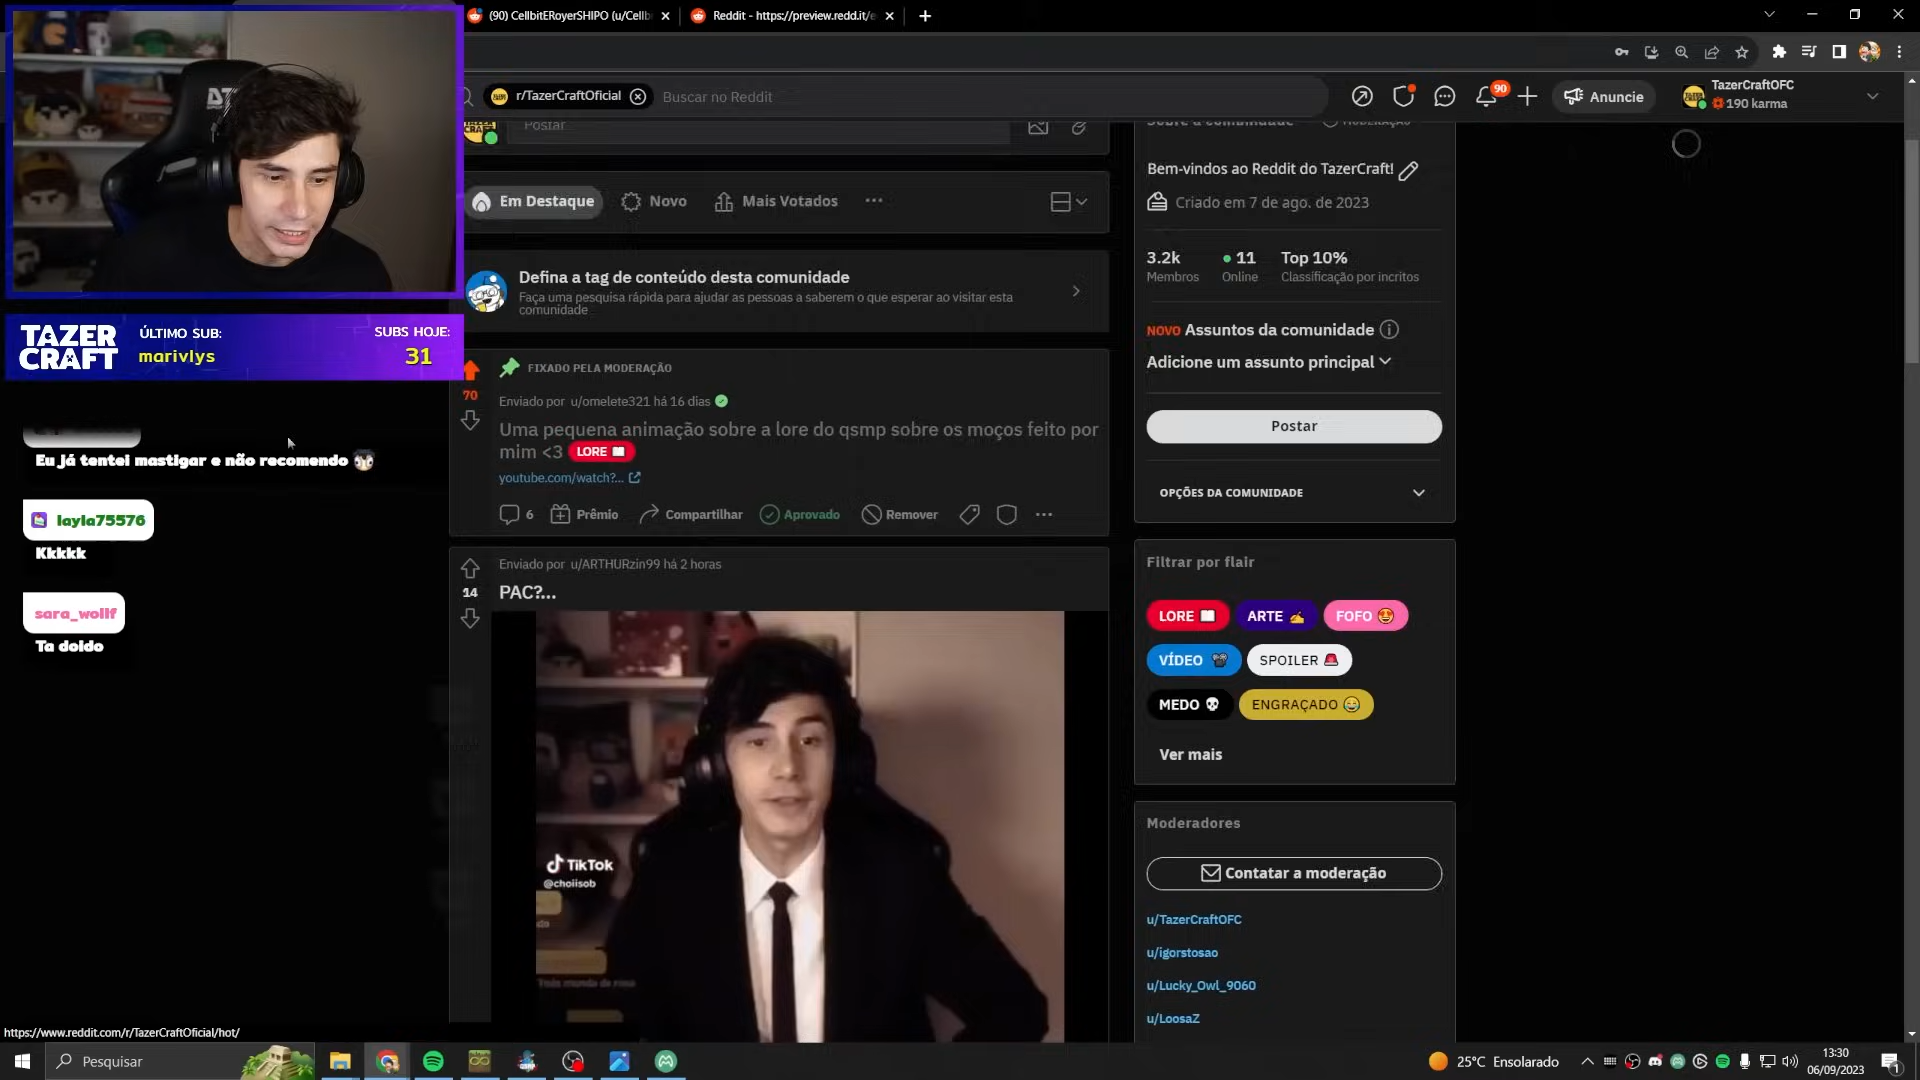 (90) CellbitERoyerSHIPO (u/Cellb
Reddit - https://preview.redd.it/e
r/TazerCraftOficial
Buscar no Reddit
90
Anuncie
TazerCraftOFC
190 karma
Postar
Em Destaque
Novo
Mais Votados
Defina a tag de conteúdo desta comunidade
Faça uma pesquisa rápida para ajudar as pessoas a saberem o que esperar ao visitar esta
comunidade
TAZER
CRAFT
ÚLTIMO SUB:
marivlys
SUBS HOJE:
31
70
FIXADO PELA MODERAÇÃO
Enviado por u/omelete321 há 16 dias
Uma pequena animação sobre a lore do qsmp sobre os moços feito por
mim <3 LORE
youtube.com/watch?...
6
Prêmio
Compartilhar
Aprovado
Remover
Eu já tentei mastigar e não recomendo
layla75576
Kkkkk
sara_wollf
Ta doido
Enviado por u/ARTHURzin99 há 2 horas
14
PAC?...
TikTok
@choiisob
Sobre a comunidade
MODERAÇÃO
Bem-vindos ao Reddit do TazerCraft!
Criado em 7 de ago. de 2023
3.2k
Membros
11
Online
Top 10%
Classificação por incritos
NOVO Assuntos da comunidade
Adicione um assunto principal
Postar
OPÇÕES DA COMUNIDADE
Filtrar por flair
LORE
ARTE
FOFO
VÍDEO
SPOILER
MEDO
ENGRAÇADO
Ver mais
Moderadores
Contatar a moderação
u/TazerCraftOFC
u/igorstosao
u/Lucky_Owl_9060
u/LoosaZ
https://www.reddit.com/r/TazerCraftOficial/hot/
Pesquisar
25°C Ensolarado
13:30
06/09/2023
1